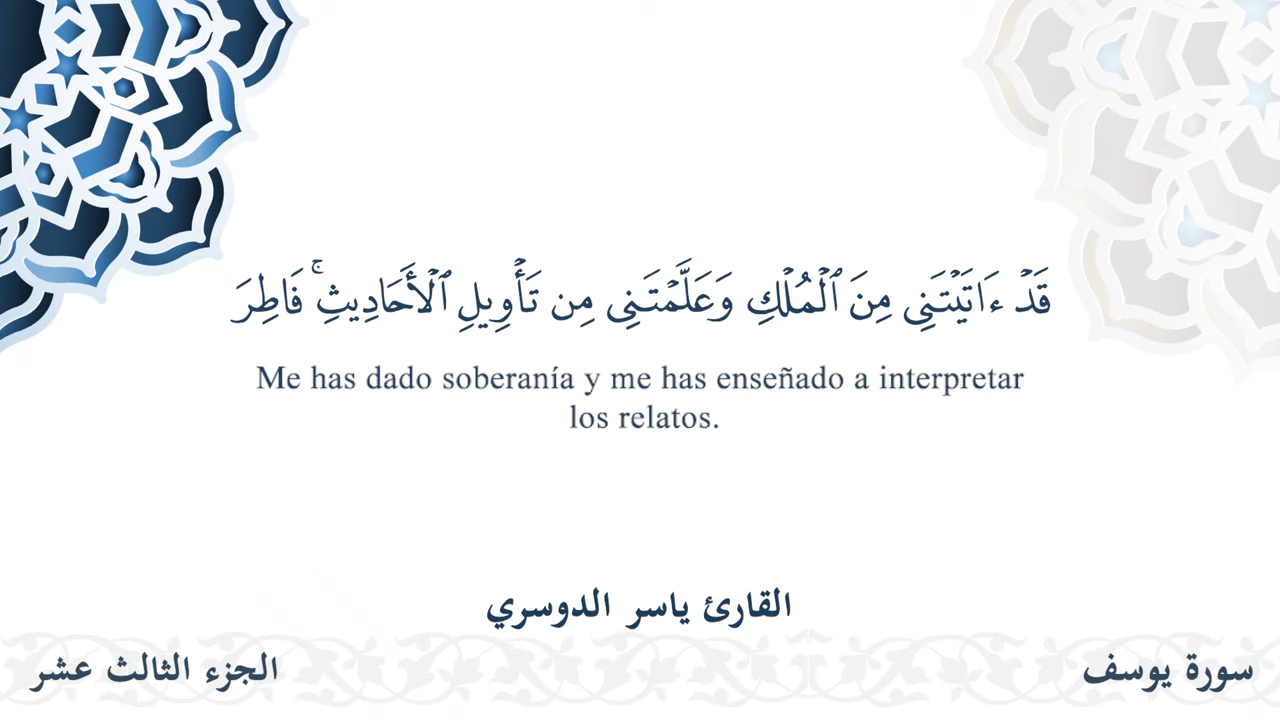 قَدْ ءَاتَيْتَنِى مِنَ ٱلْمُلْكِ وَعَلَّمْتَنِى مِن تَأْوِيلِ ٱلْأَحَادِيثِ ۚ فَاطِرَ
Me has dado soberanía y me has enseñado a interpretar
los relatos.
القارئ ياسر الدوسري
سورة يوسف
الجزء الثالث عشر